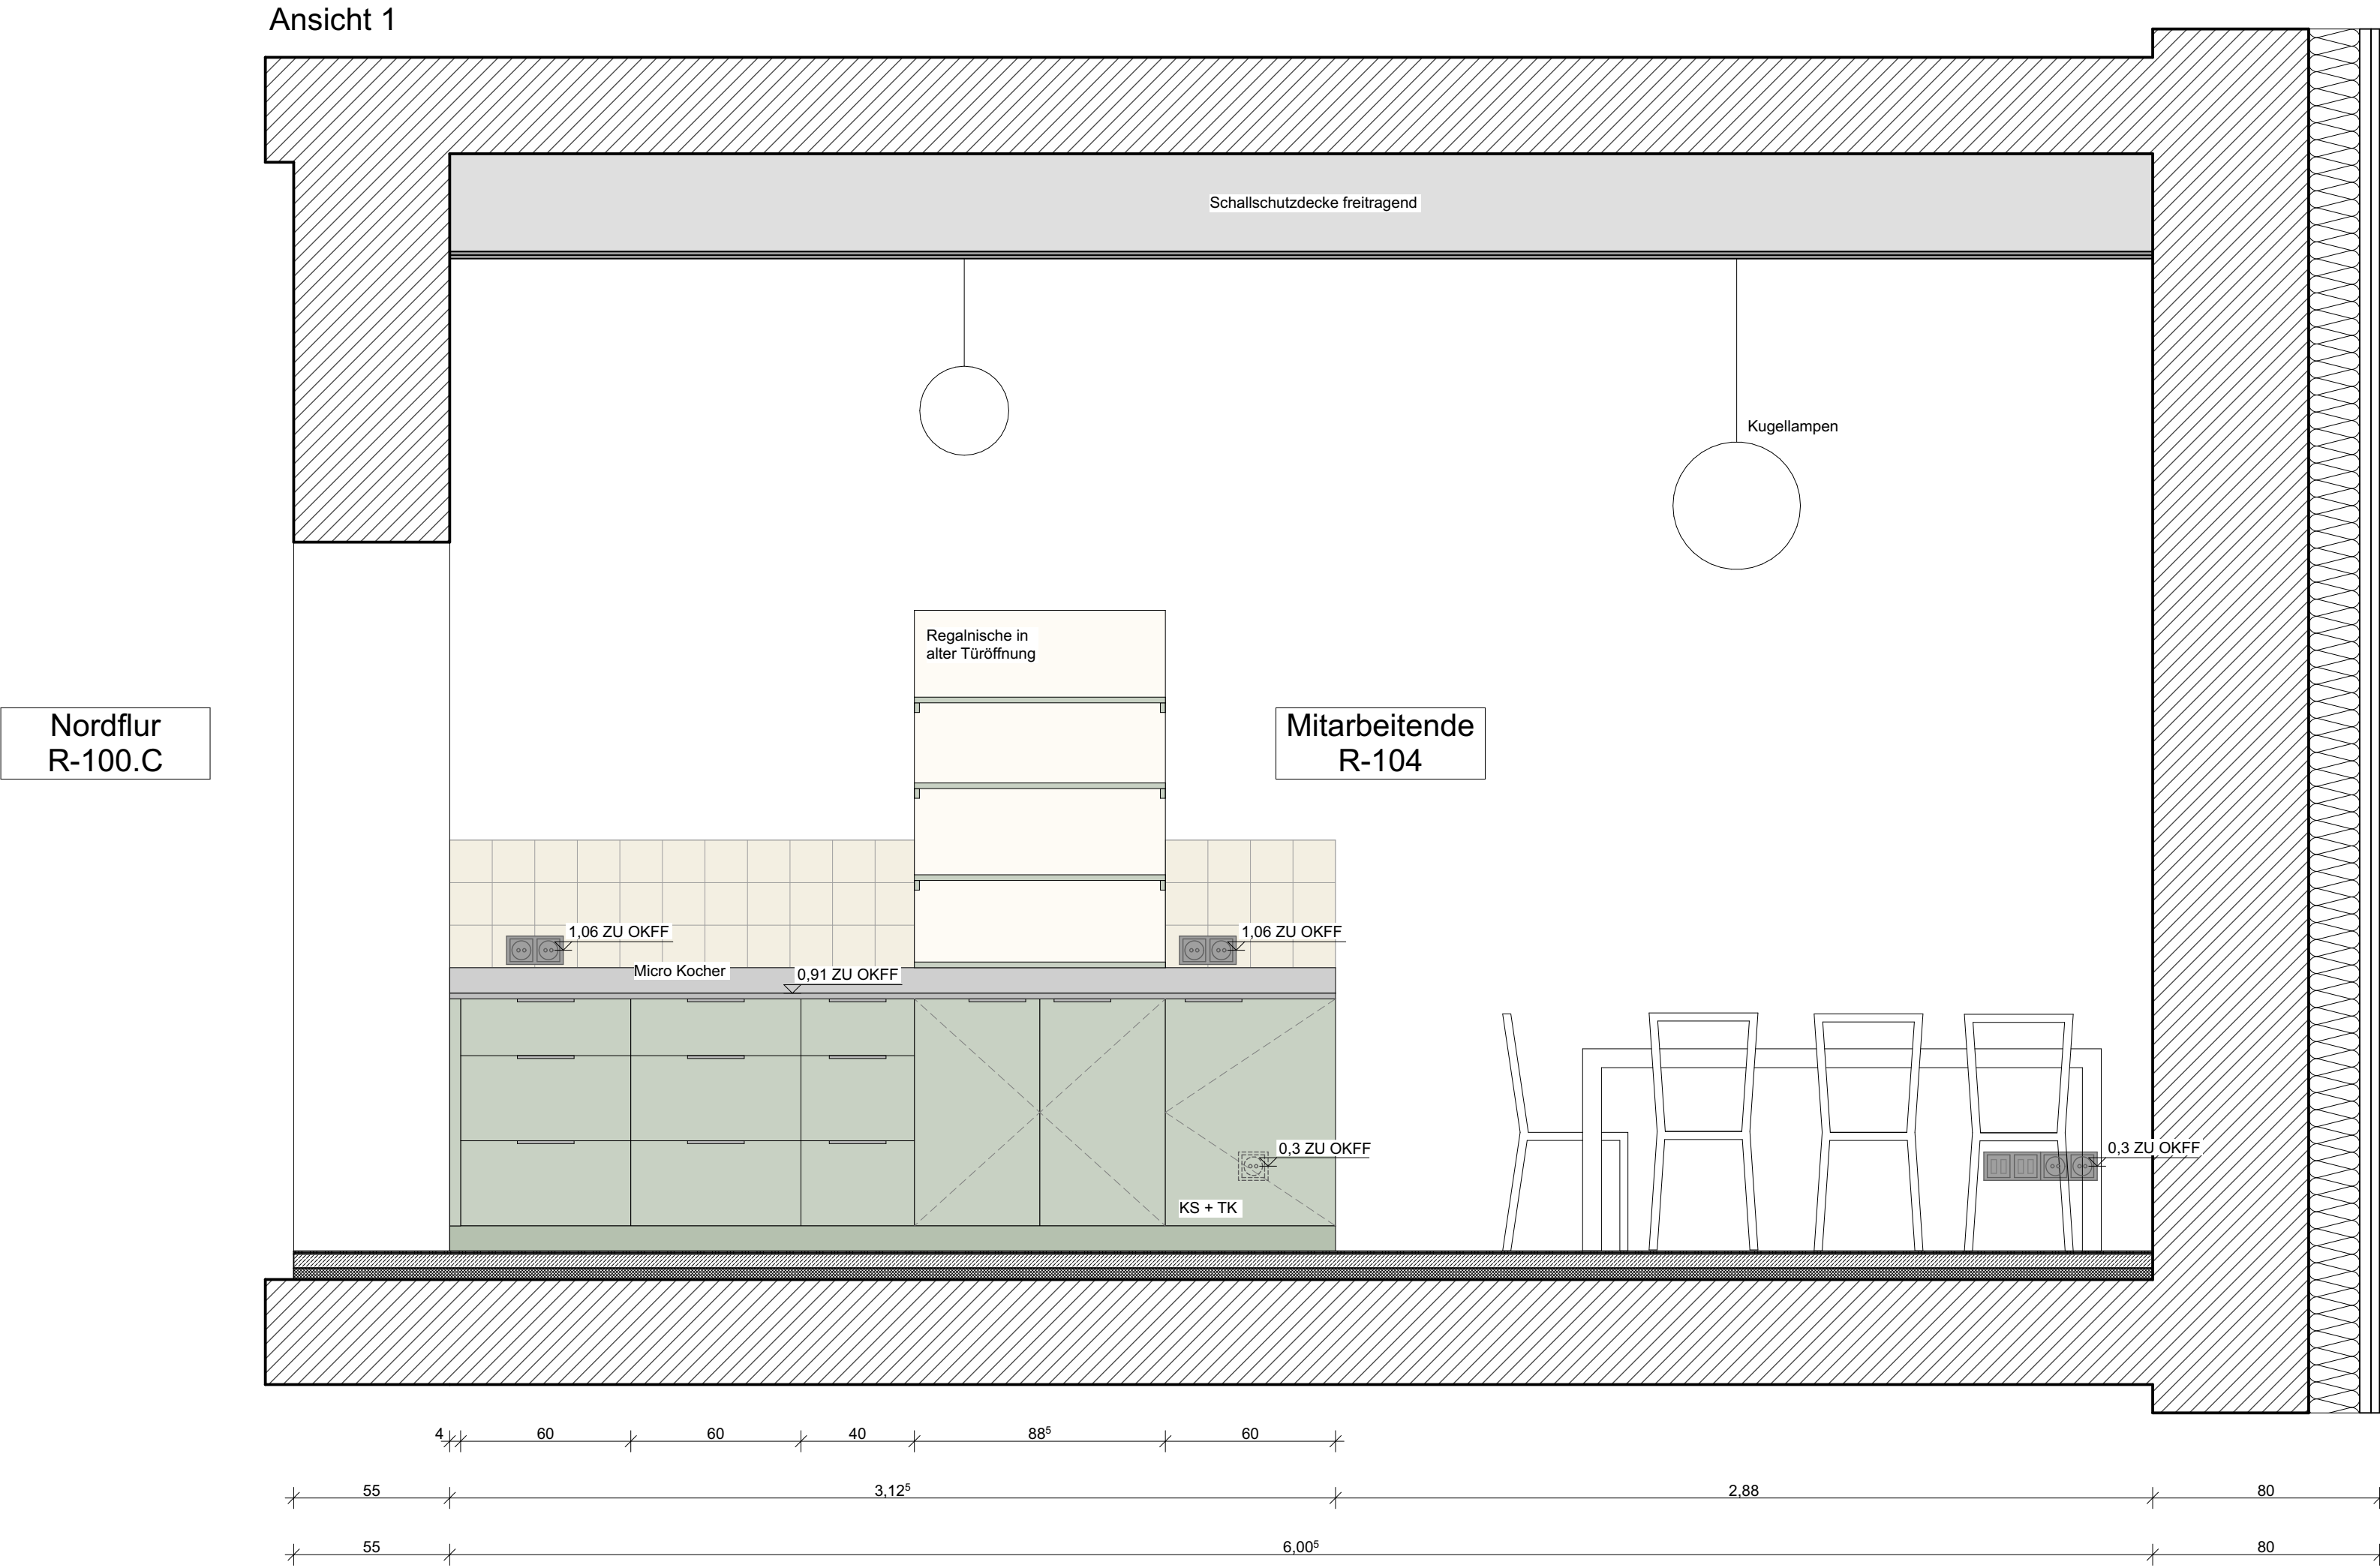 Ansicht 1
Schallschutzdecke freitragend
Kugellampen
Regalnische in
alter Türöffnung
Nordflur
R-100.C
Mitarbeitende
R-104
1,06 ZU OKFF
1,06 ZU OKFF
Micro Kocher
0,91 ZU OKFF
0,3 ZU OKFF
0,3 ZU OKFF
KS + TK
4 60 60 40 88⁵ 60
55 3,12⁵ 2,88 80
55 6,00⁵ 80